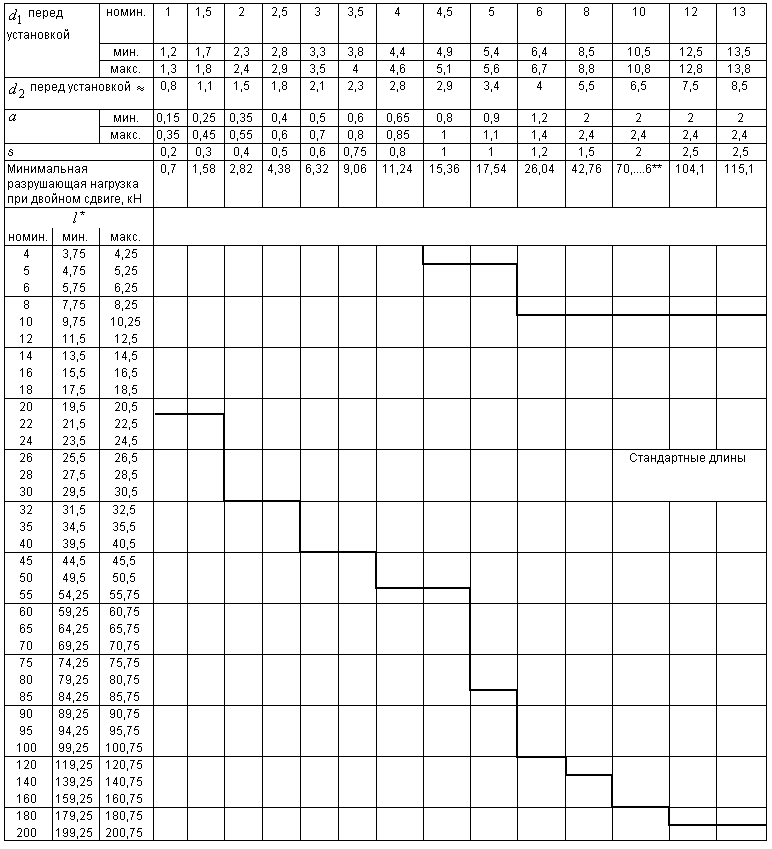 d₁ перед установкой номин. 1 1,5 2 2,5 3 3,5 4 4,5 5 6 8 10 12 13
мин. 1,2 1,7 2,3 2,8 3,3 3,8 4,4 4,9 5,4 6,4 8,5 10,5 12,5 13,5
макс. 1,3 1,8 2,4 2,9 3,5 4 4,6 5,1 5,6 6,7 8,8 10,8 12,8 13,8
d₂ перед установкой ≈ 0,8 1,1 1,5 1,8 2,1 2,3 2,8 2,9 3,4 4 5,5 6,5 7,5 8,5
a мин. 0,15 0,25 0,35 0,4 0,5 0,6 0,65 0,8 0,9 1,2 2 2 2 2
макс. 0,35 0,45 0,55 0,6 0,7 0,8 0,85 1 1,1 1,4 2,4 2,4 2,4 2,4
s 0,2 0,3 0,4 0,5 0,6 0,75 0,8 1 1 1,2 1,5 2 2,5 2,5
Минимальная
разрушающая нагрузка
при двойном сдвиге, кН 0,7 1,58 2,82 4,38 6,32 9,06 11,24 15,36 17,54 26,04 42,76 70,....6** 104,1 115,1
l*
номин. мин. макс.
4 3,75 4,25
5 4,75 5,25
6 5,75 6,25
8 7,75 8,25
10 9,75 10,25
12 11,5 12,5
14 13,5 14,5
16 15,5 16,5
18 17,5 18,5
20 19,5 20,5
22 21,5 22,5
24 23,5 24,5
26 25,5 26,5 Стандартные длины
28 27,5 28,5
30 29,5 30,5
32 31,5 32,5
35 34,5 35,5
40 39,5 40,5
45 44,5 45,5
50 49,5 50,5
55 54,25 55,75
60 59,25 60,75
65 64,25 65,75
70 69,25 70,75
75 74,25 75,75
80 79,25 80,75
85 84,25 85,75
90 89,25 90,75
95 94,25 95,75
100 99,25 100,75
120 119,25 120,75
140 139,25 140,75
160 159,25 160,75
180 179,25 180,75
200 199,25 200,75